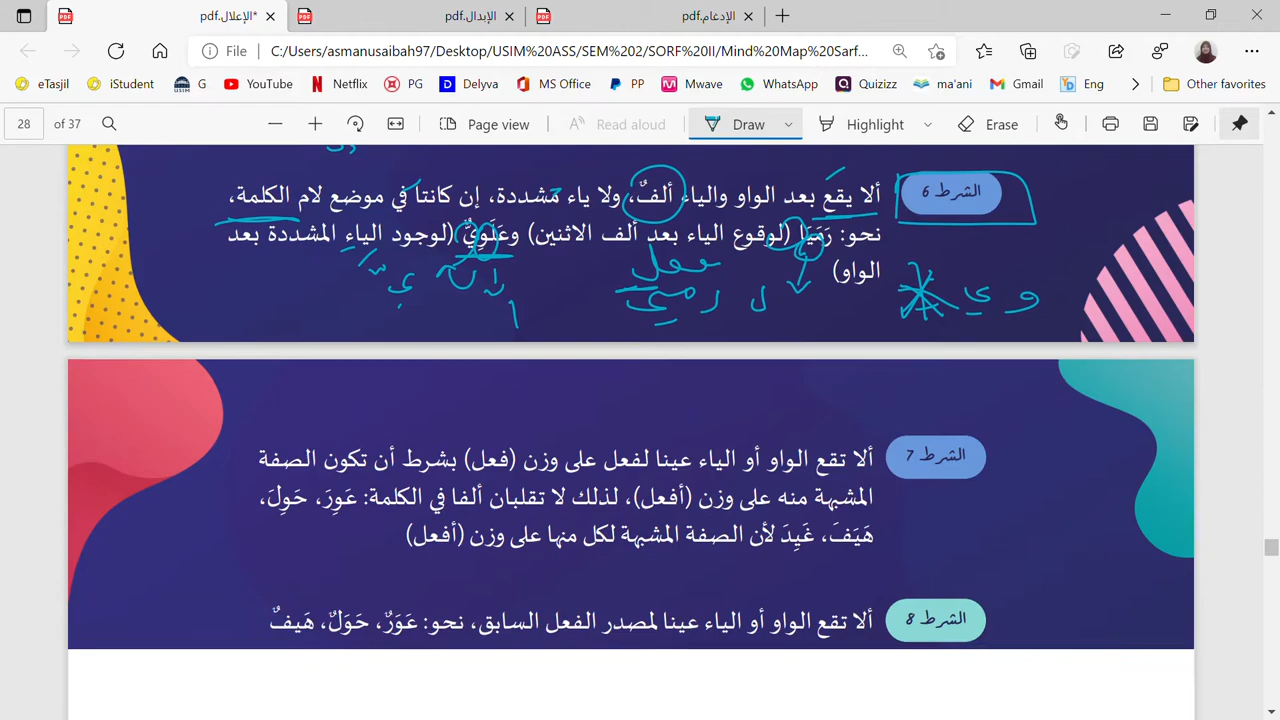 الإعلال.pdf*
الإبدال.pdf
الإدغام.pdf
File
C:/Users/asmanusaibah97/Desktop/USIM%20ASS/SEM%202/SORF%20II/Mind%20Map%20Sarf...
eTasjil iStudent G YouTube Netflix PG Delyva MS Office PayPal PP Mwave WhatsApp Quizizz ma'ani Gmail Eng Other favorites
28 of 37 Page view Read aloud Draw Highlight Erase
الشرط 6
ألا يقع بعد الواو والياء ألفٌ، ولا ياء مشددة، إن كانتا في موضع لام الكلمة،
نحو: رَمَيَا (لوقوع الياء بعد ألف الاثنين) وعَلَوِيٌّ (لوجود الياء المشددة بعد
الواو)
و ي
الشرط 7
ألا تقع الواو أو الياء عينا لفعل على وزن (فعل) بشرط أن تكون الصفة
المشبهة منه على وزن (أفعل)، لذلك لا تقلبان ألفا في الكلمة: عَوِرَ، حَوِلَ،
هَيَفَ، غَيِدَ لأن الصفة المشبهة لكل منها على وزن (أفعل)
الشرط 8
ألا تقع الواو أو الياء عينا لمصدر الفعل السابق، نحو: عَوَرٌ، حَوَلٌ، هَيفٌ